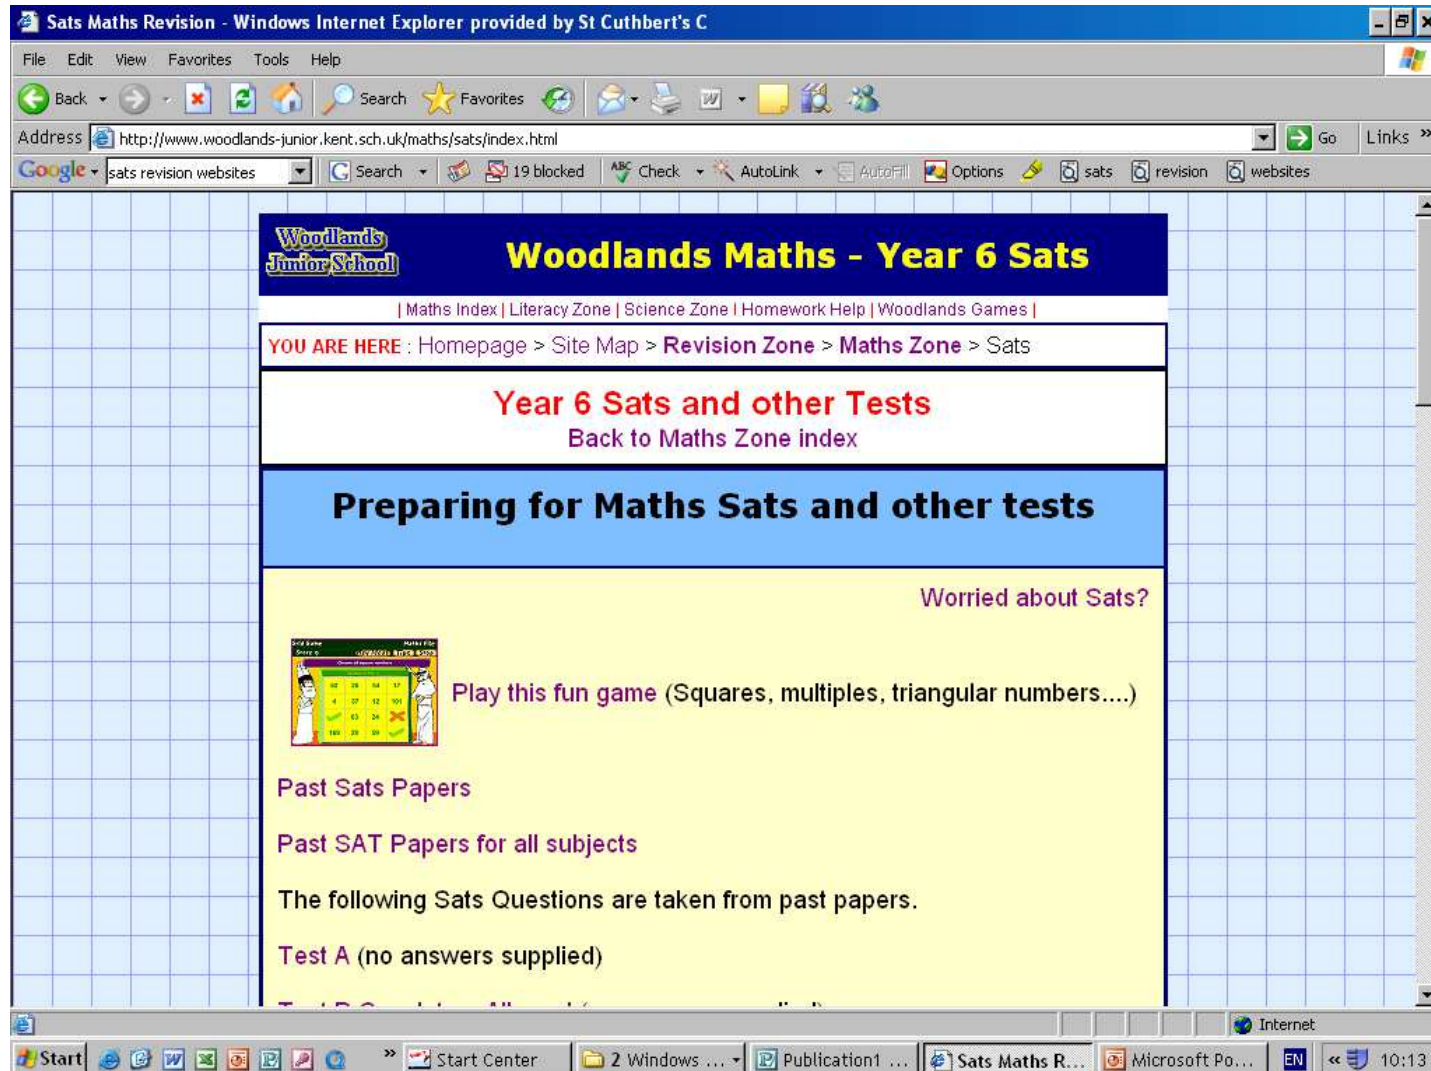 Sats Maths Revision - Windows Internet Explorer provided by St Cuthbert's C
File Edit View Favorites Tools Help
Back Search Favorites
Address http://www.woodlands-junior.kent.sch.uk/maths/sats/index.html Go Links »
Google sats revision websites Search 19 blocked ABC Check AutoLink AutoFill Options sats revision websites
Woodlands
Junior School
Woodlands Maths - Year 6 Sats
| Maths Index | Literacy Zone | Science Zone | Homework Help | Woodlands Games |
YOU ARE HERE : Homepage > Site Map > Revision Zone > Maths Zone > Sats
Year 6 Sats and other Tests
Back to Maths Zone index
Preparing for Maths Sats and other tests
Worried about Sats?
Play this fun game (Squares, multiples, triangular numbers....)
Past Sats Papers
Past SAT Papers for all subjects
The following Sats Questions are taken from past papers.
Test A (no answers supplied)
Internet
Start » Start Center 2 Windows ... Publication1 ... Sats Maths R... Microsoft Po... EN « 10:13